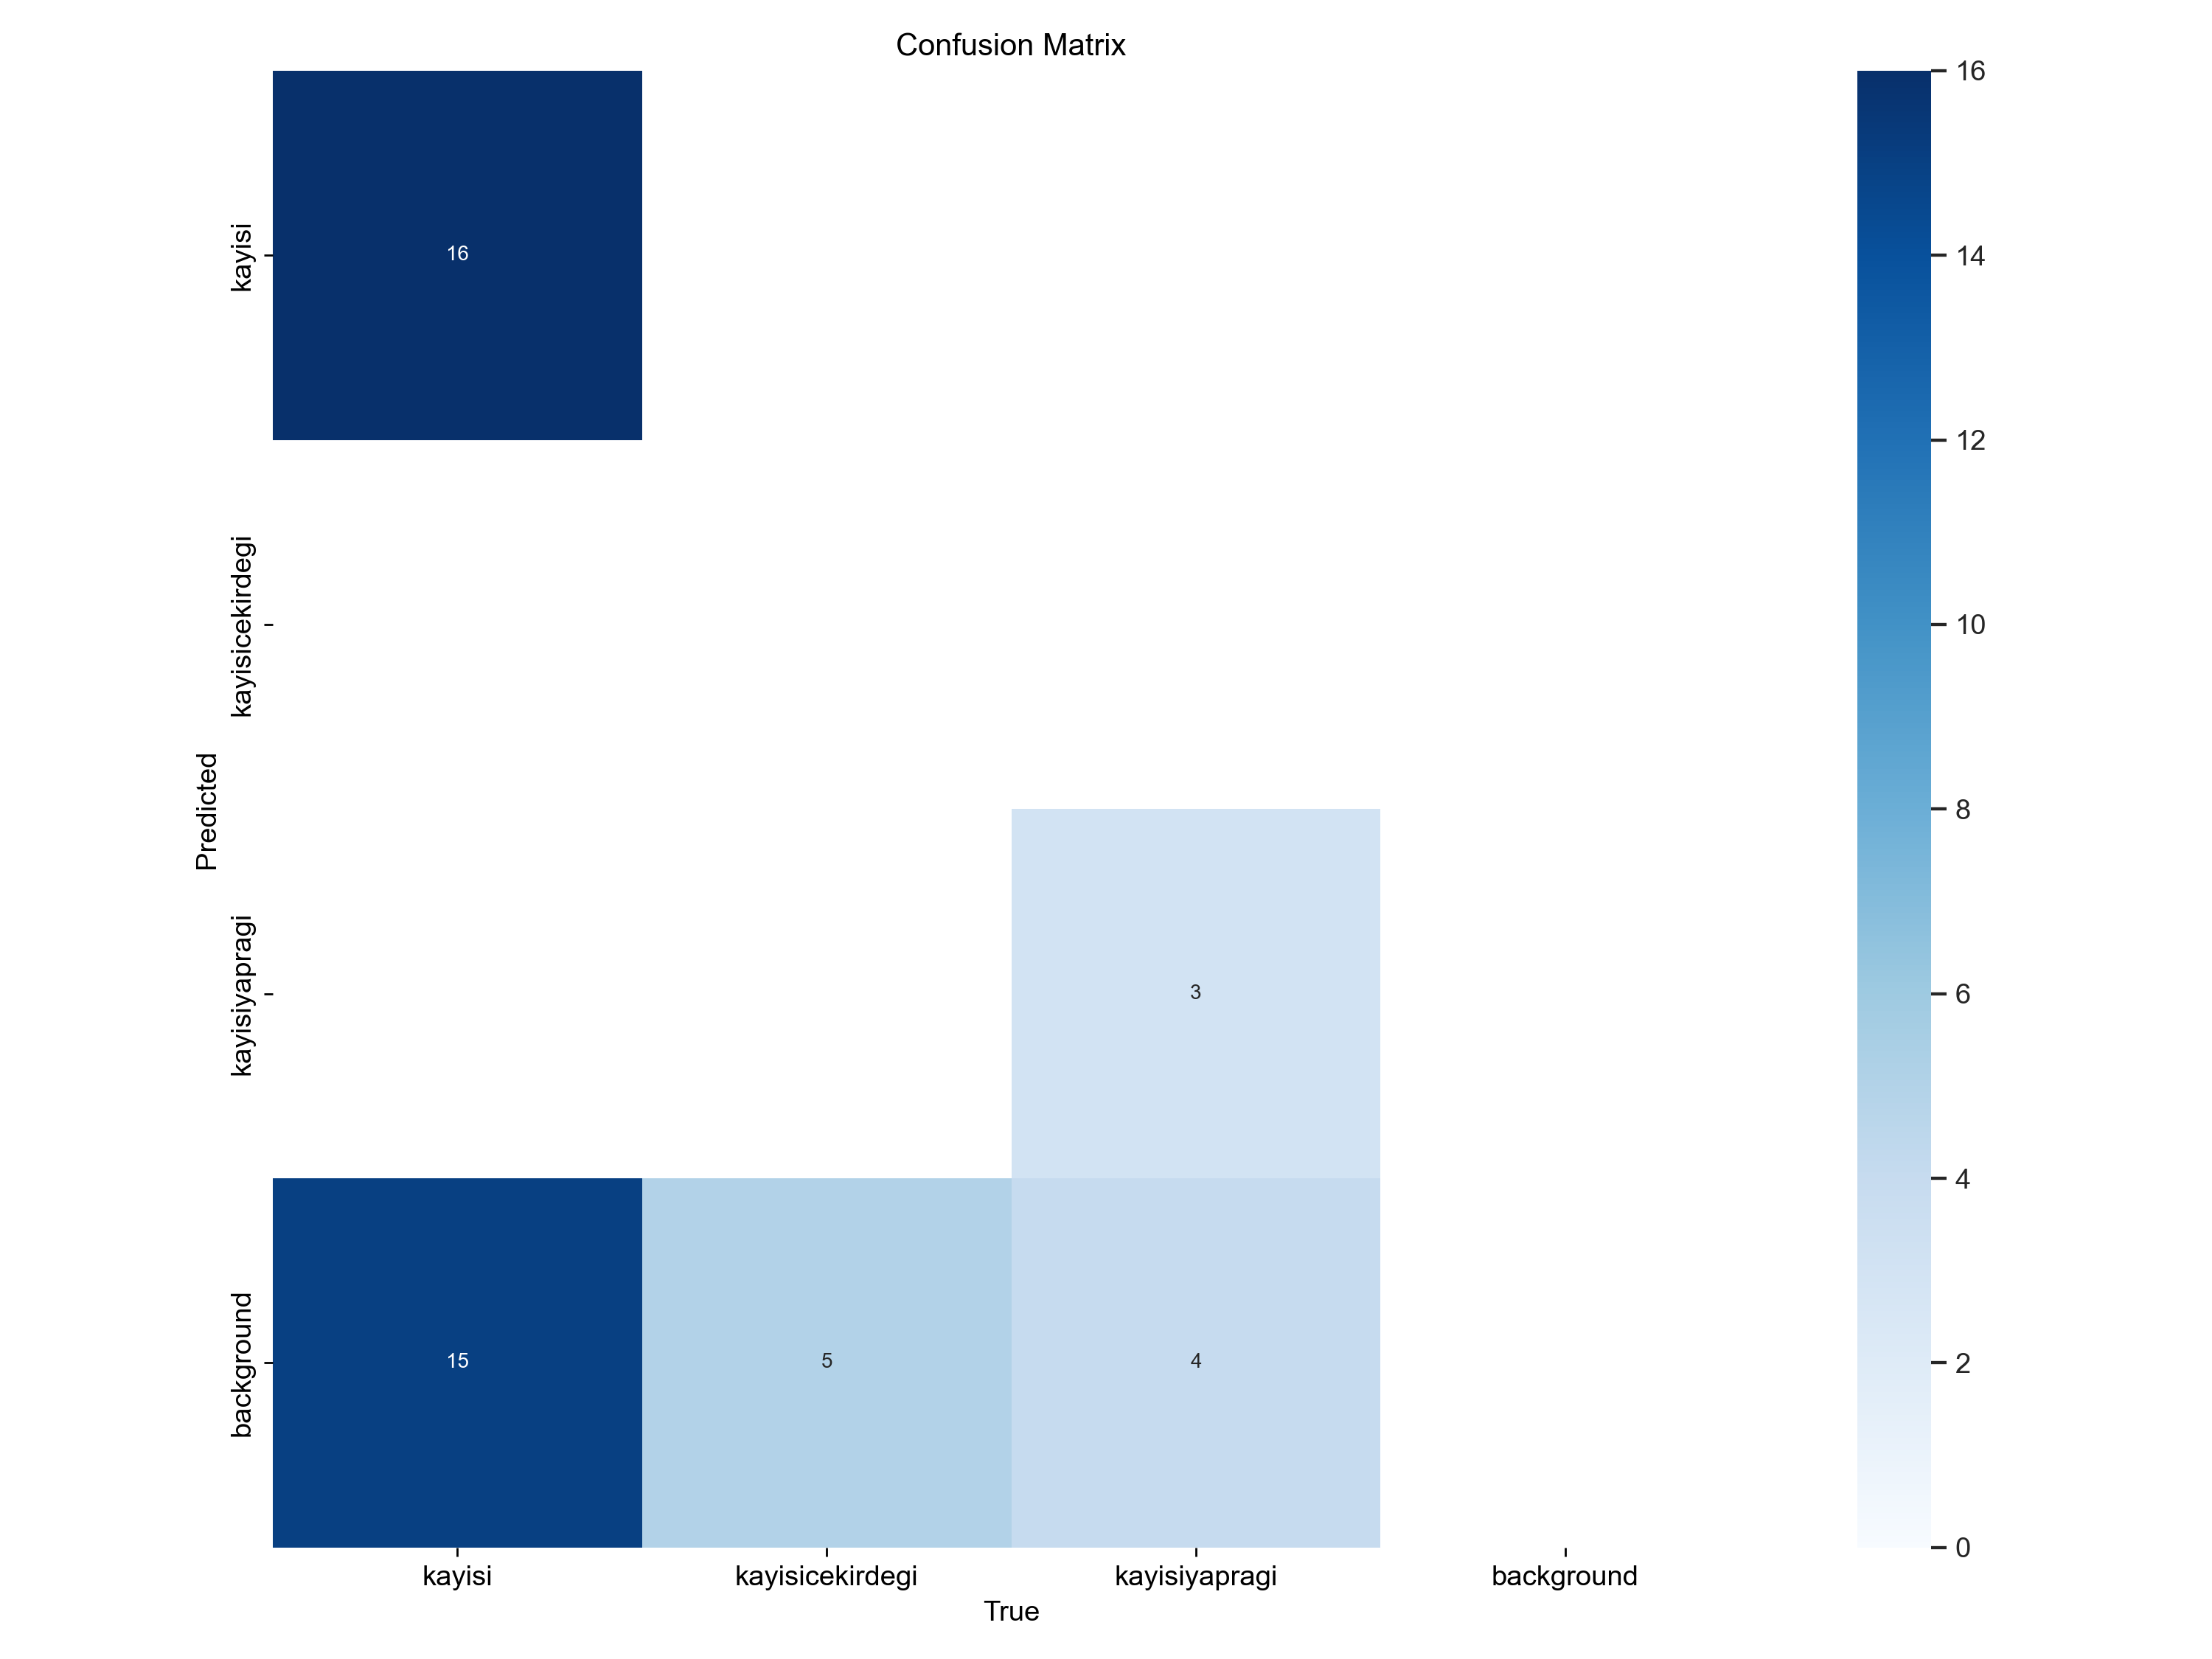 Confusion Matrix
kayisi
kayisicekirdegi
kayisiyapragi
background
Predicted
16
3
15
5
4
kayisi
kayisicekirdegi
kayisiyapragi
background
True
16
14
12
10
8
6
4
2
0